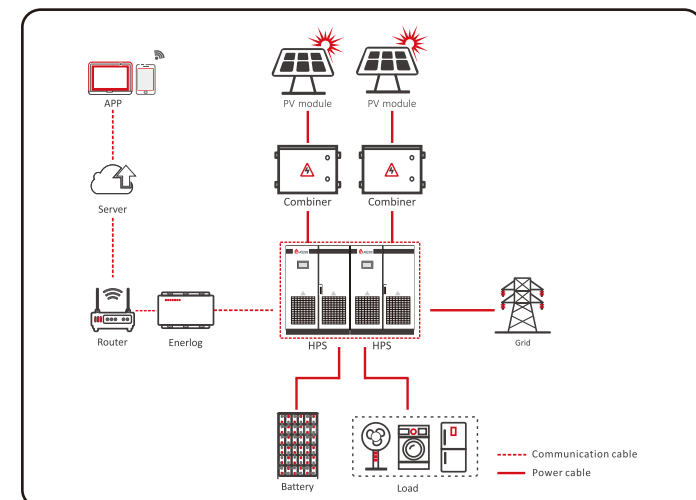 APP
PV module
PV module
Combiner
Combiner
Server
Router
Enerlog
HPS
HPS
Grid
Battery
Load
Communication cable
Power cable